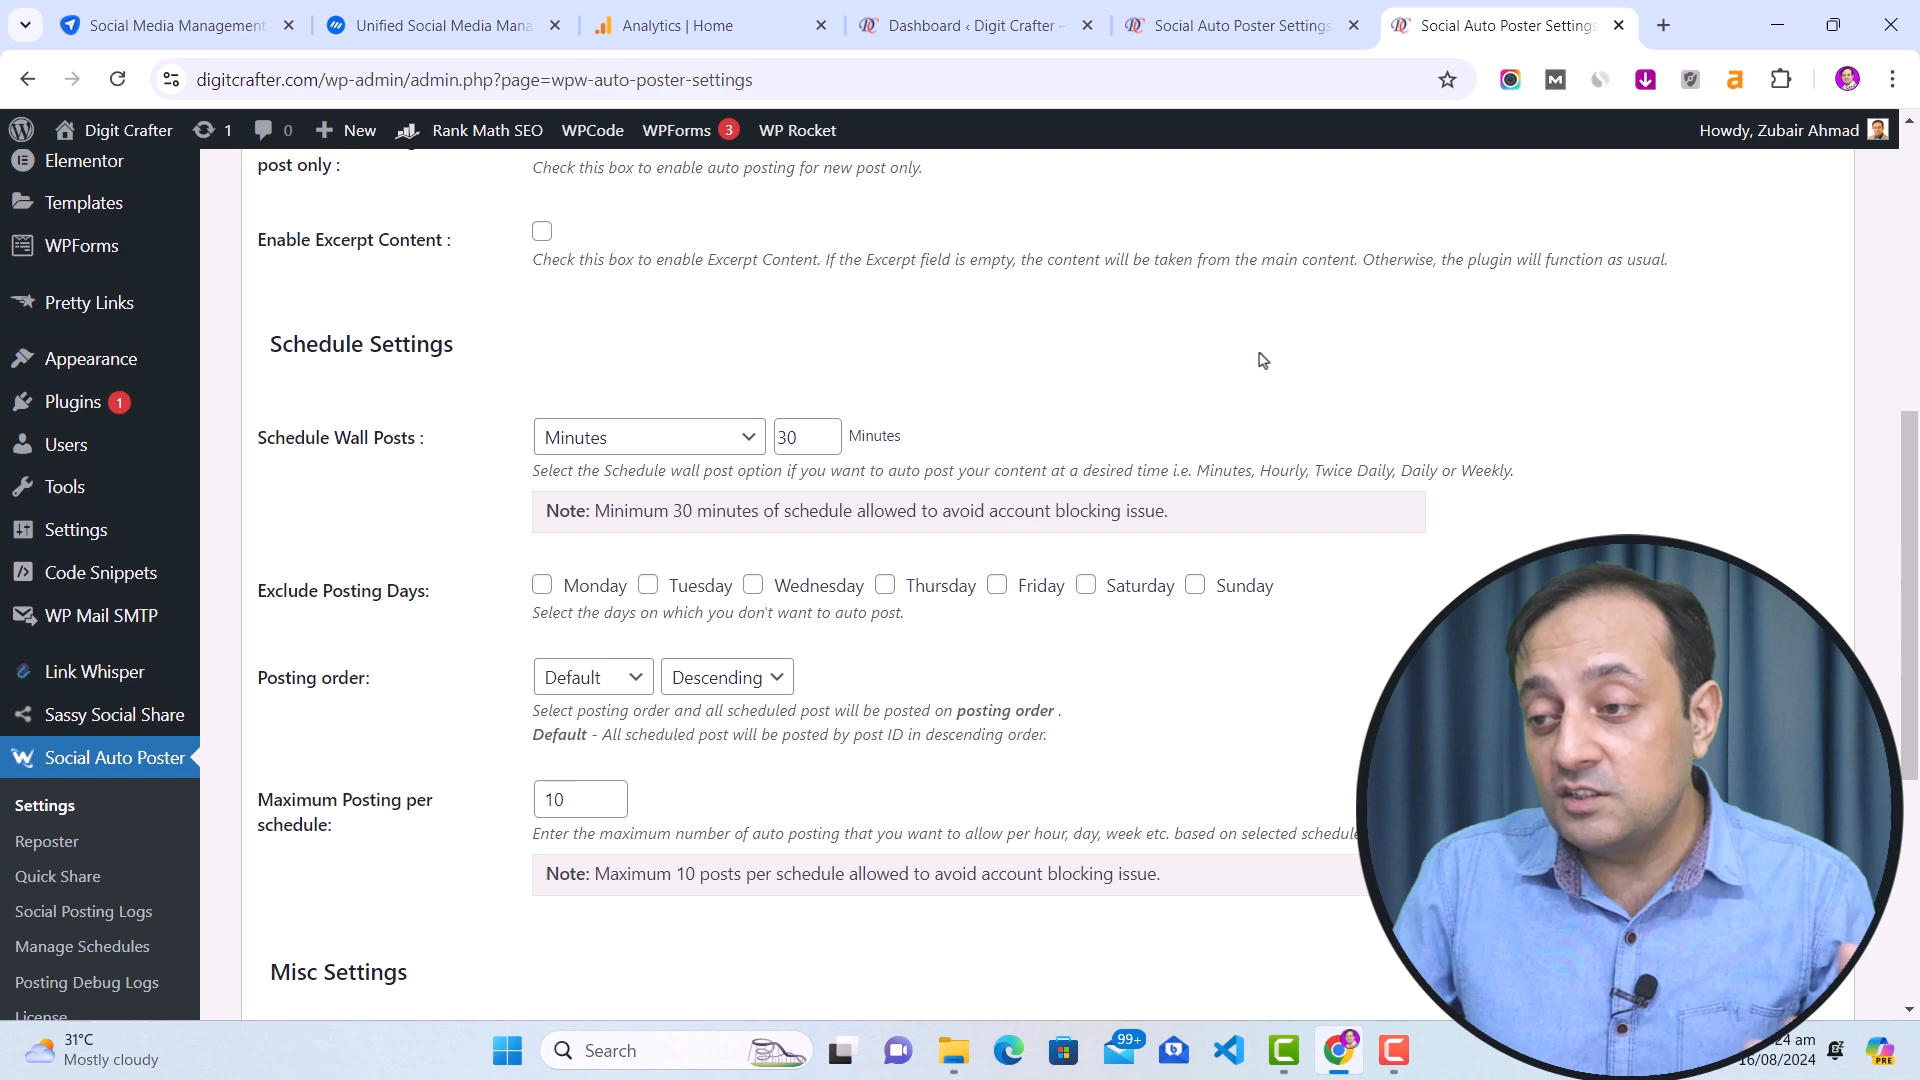 Social Media Management
Unified Social Media Mana
Analytics | Home
Dashboard ‹ Digit Crafter –
Social Auto Poster Settings
Social Auto Poster Settings
digitcrafter.com/wp-admin/admin.php?page=wpw-auto-poster-settings
Digit Crafter 1 0 New Rank Math SEO WPCode WPForms 3 WP Rocket Howdy, Zubair Ahmad
Elementor
Templates
WPForms
Pretty Links
Appearance
Plugins 1
Users
Tools
Settings
Code Snippets
WP Mail SMTP
Link Whisper
Sassy Social Share
Social Auto Poster
Settings
Reposter
Quick Share
Social Posting Logs
Manage Schedules
Posting Debug Logs
License
post only :
Check this box to enable auto posting for new post only.
Enable Excerpt Content :
Check this box to enable Excerpt Content. If the Excerpt field is empty, the content will be taken from the main content. Otherwise, the plugin will function as usual.
Schedule Settings
Schedule Wall Posts : Minutes 30 Minutes
Select the Schedule wall post option if you want to auto post your content at a desired time i.e. Minutes, Hourly, Twice Daily, Daily or Weekly.
Note: Minimum 30 minutes of schedule allowed to avoid account blocking issue.
Exclude Posting Days: Monday Tuesday Wednesday Thursday Friday Saturday Sunday
Select the days on which you don't want to auto post.
Posting order: Default Descending
Select posting order and all scheduled post will be posted on posting order .
Default - All scheduled post will be posted by post ID in descending order.
Maximum Posting per
schedule:
10
Enter the maximum number of auto posting that you want to allow per hour, day, week etc. based on selected schedule
Note: Maximum 10 posts per schedule allowed to avoid account blocking issue.
Misc Settings
31°C
Mostly cloudy
Search
99+
24 am
16/08/2024
PRE